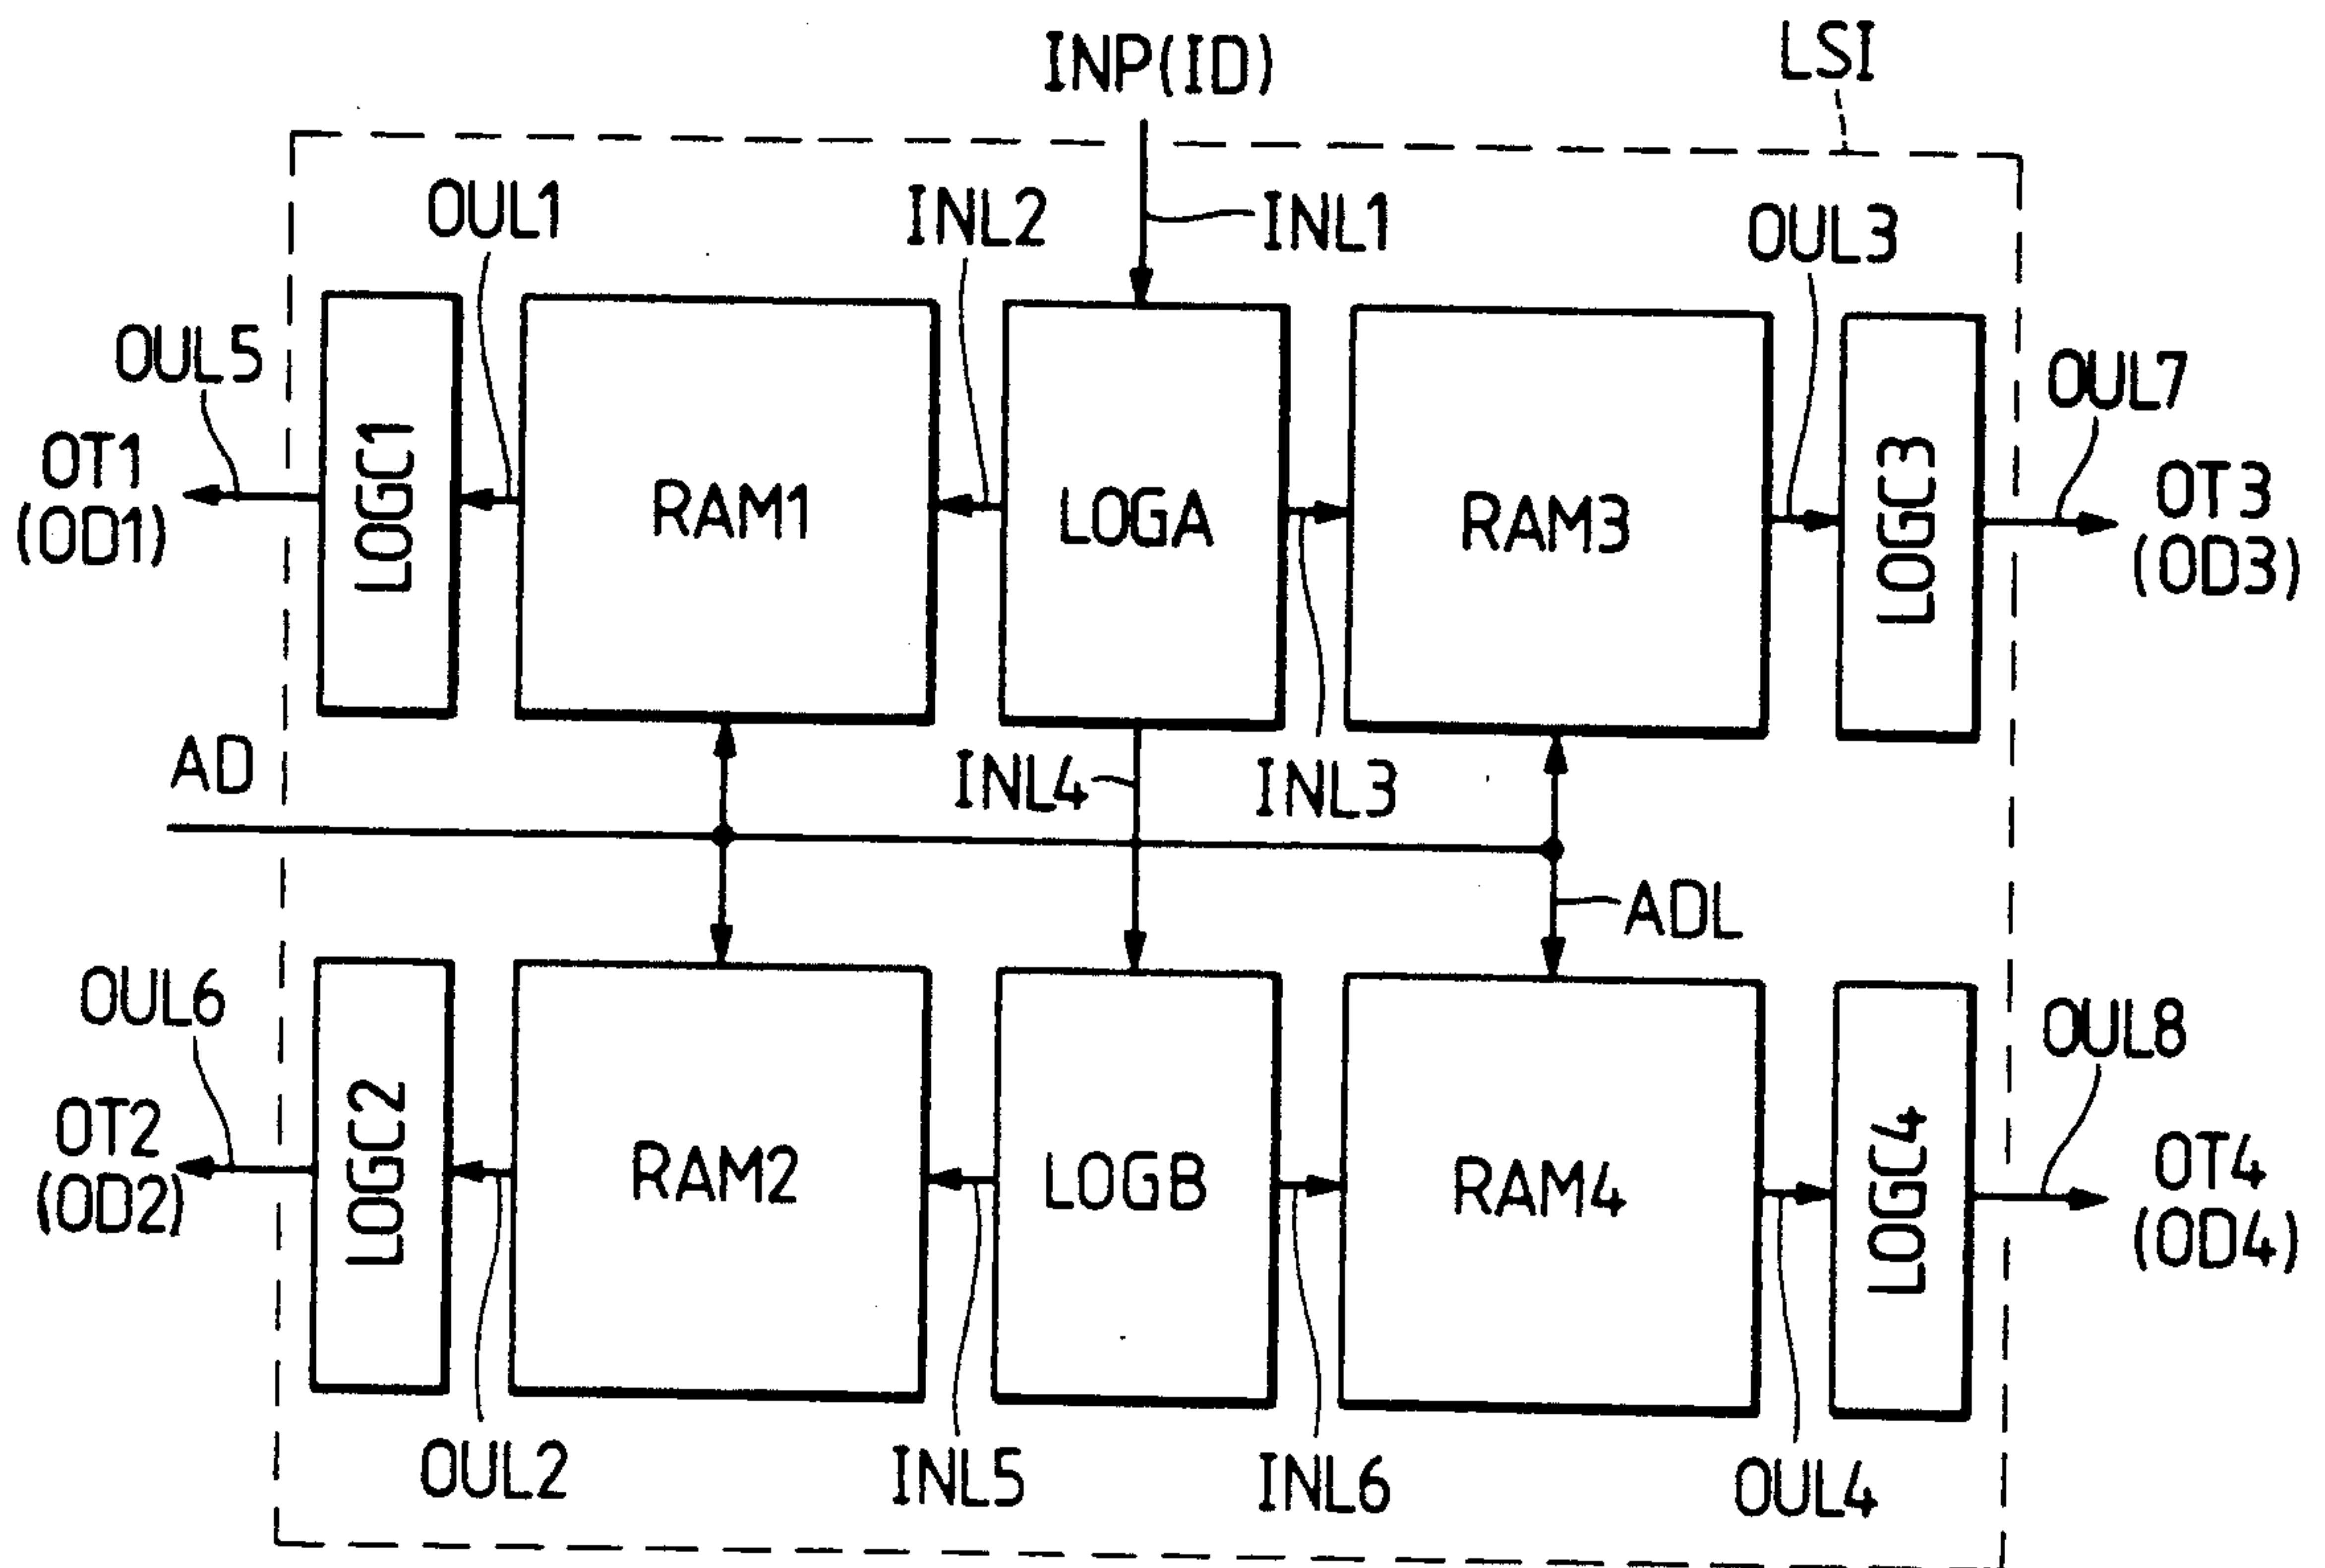 INP(ID)
LSI
OUL1
INL2
INL1
OUL3
OUL5
OUL7
OT1
(OD1)
LOGC1
RAM1
LOGA
RAM3
LOGC3
OT3
(OD3)
AD
INL4
INL3
ADL
OUL6
OUL8
OT2
(OD2)
LOGC2
RAM2
LOGB
RAM4
LOGC4
OT4
(OD4)
OUL2
INL5
INL6
OUL4